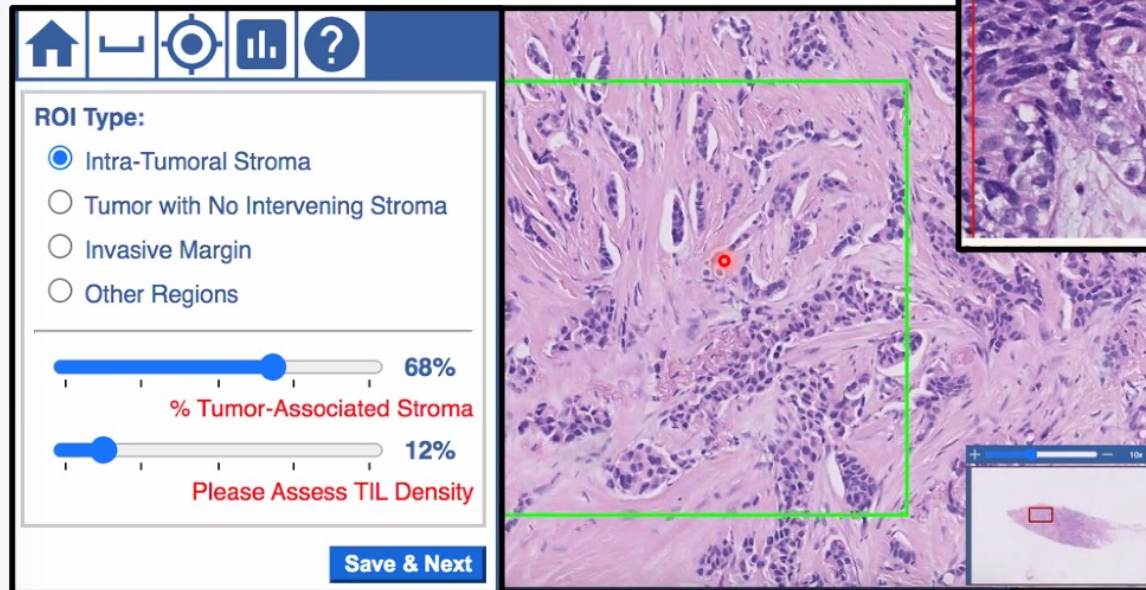 ?
ROI Type:
Intra-Tumoral Stroma
Tumor with No Intervening Stroma
Invasive Margin
Other Regions
68%
% Tumor-Associated Stroma
12%
Please Assess TIL Density
Save & Next
10x